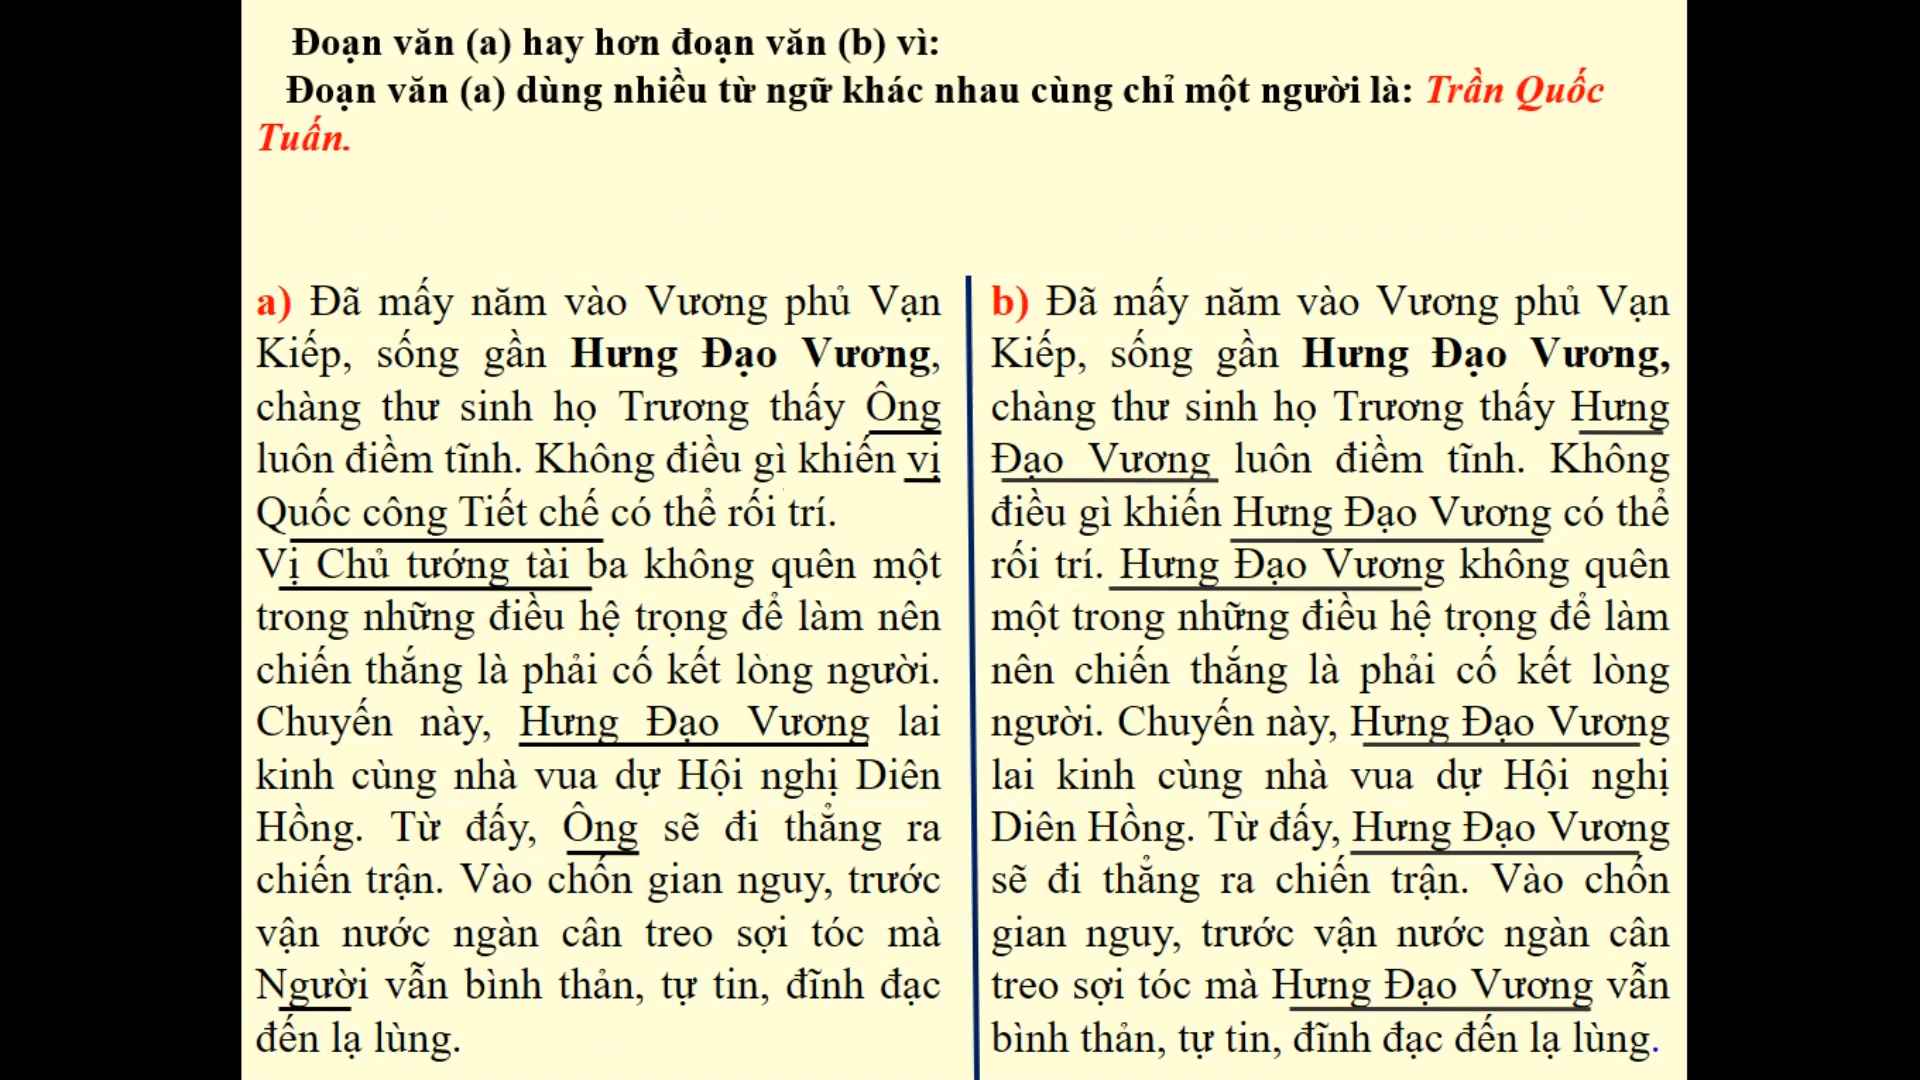 Đoạn văn (a) hay hơn đoạn văn (b) vì:
Đoạn văn (a) dùng nhiều từ ngữ khác nhau cùng chỉ một người là: Trần Quốc
Tuấn.
a) Đã mấy năm vào Vương phủ Vạn
Kiếp, sống gần Hưng Đạo Vương,
chàng thư sinh họ Trương thấy Ông
luôn điềm tĩnh. Không điều gì khiến vị
Quốc công Tiết chế có thể rối trí.
Vị Chủ tướng tài ba không quên một
trong những điều hệ trọng để làm nên
chiến thắng là phải cố kết lòng người.
Chuyến này, Hưng Đạo Vương lai
kinh cùng nhà vua dự Hội nghị Diên
Hồng. Từ đấy, Ông sẽ đi thẳng ra
chiến trận. Vào chốn gian nguy, trước
vận nước ngàn cân treo sợi tóc mà
Người vẫn bình thản, tự tin, đĩnh đạc
đến lạ lùng.
b) Đã mấy năm vào Vương phủ Vạn
Kiếp, sống gần Hưng Đạo Vương,
chàng thư sinh họ Trương thấy Hưng
Đạo Vương luôn điềm tĩnh. Không
điều gì khiến Hưng Đạo Vương có thể
rối trí. Hưng Đạo Vương không quên
một trong những điều hệ trọng để làm
nên chiến thắng là phải cố kết lòng
người. Chuyến này, Hưng Đạo Vương
lai kinh cùng nhà vua dự Hội nghị
Diên Hồng. Từ đấy, Hưng Đạo Vương
sẽ đi thẳng ra chiến trận. Vào chốn
gian nguy, trước vận nước ngàn cân
treo sợi tóc mà Hưng Đạo Vương vẫn
bình thản, tự tin, đĩnh đạc đến lạ lùng.